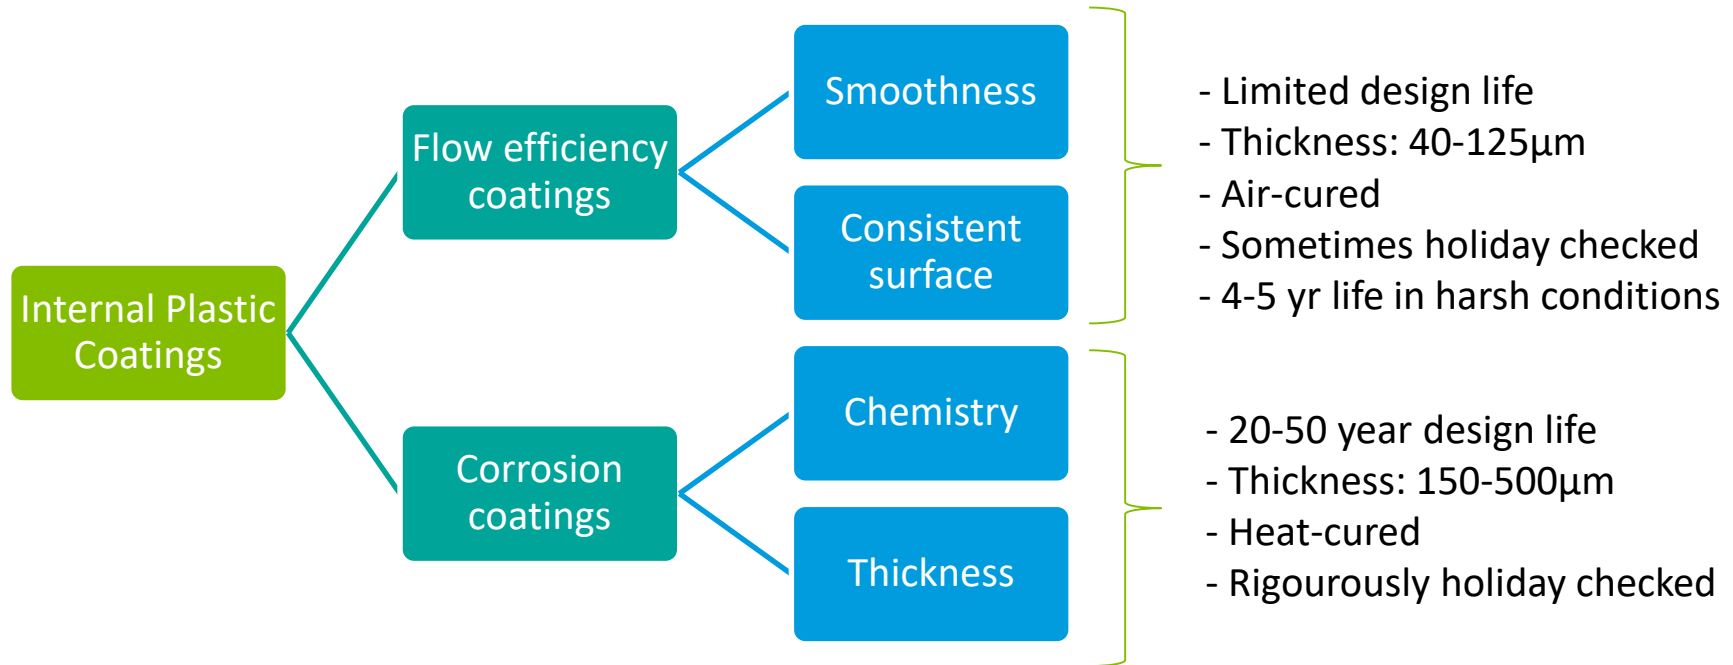 Internal Plastic
Coatings
Flow efficiency
coatings
Corrosion
coatings
Smoothness
Consistent
surface
Chemistry
Thickness
- Limited design life
- Thickness: 40-125μm
- Air-cured
- Sometimes holiday checked
- 4-5 yr life in harsh conditions
- 20-50 year design life
- Thickness: 150-500μm
- Heat-cured
- Rigourously holiday checked